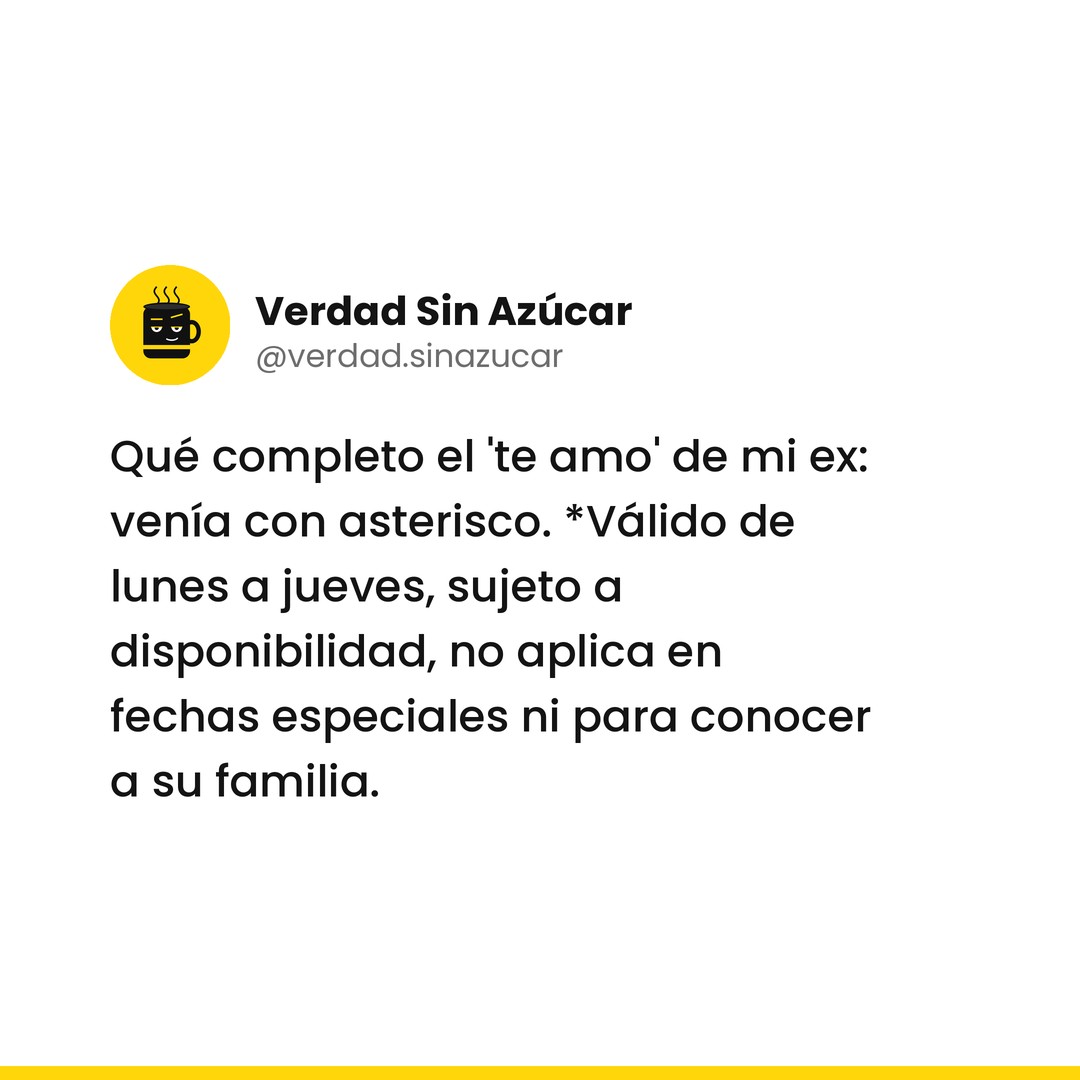 Verdad Sin Azúcar
@verdad.sinazucar
Qué completo el 'te amo' de mi ex:
venía con asterisco. *Válido de
lunes a jueves, sujeto a
disponibilidad, no aplica en
fechas especiales ni para conocer
a su familia.